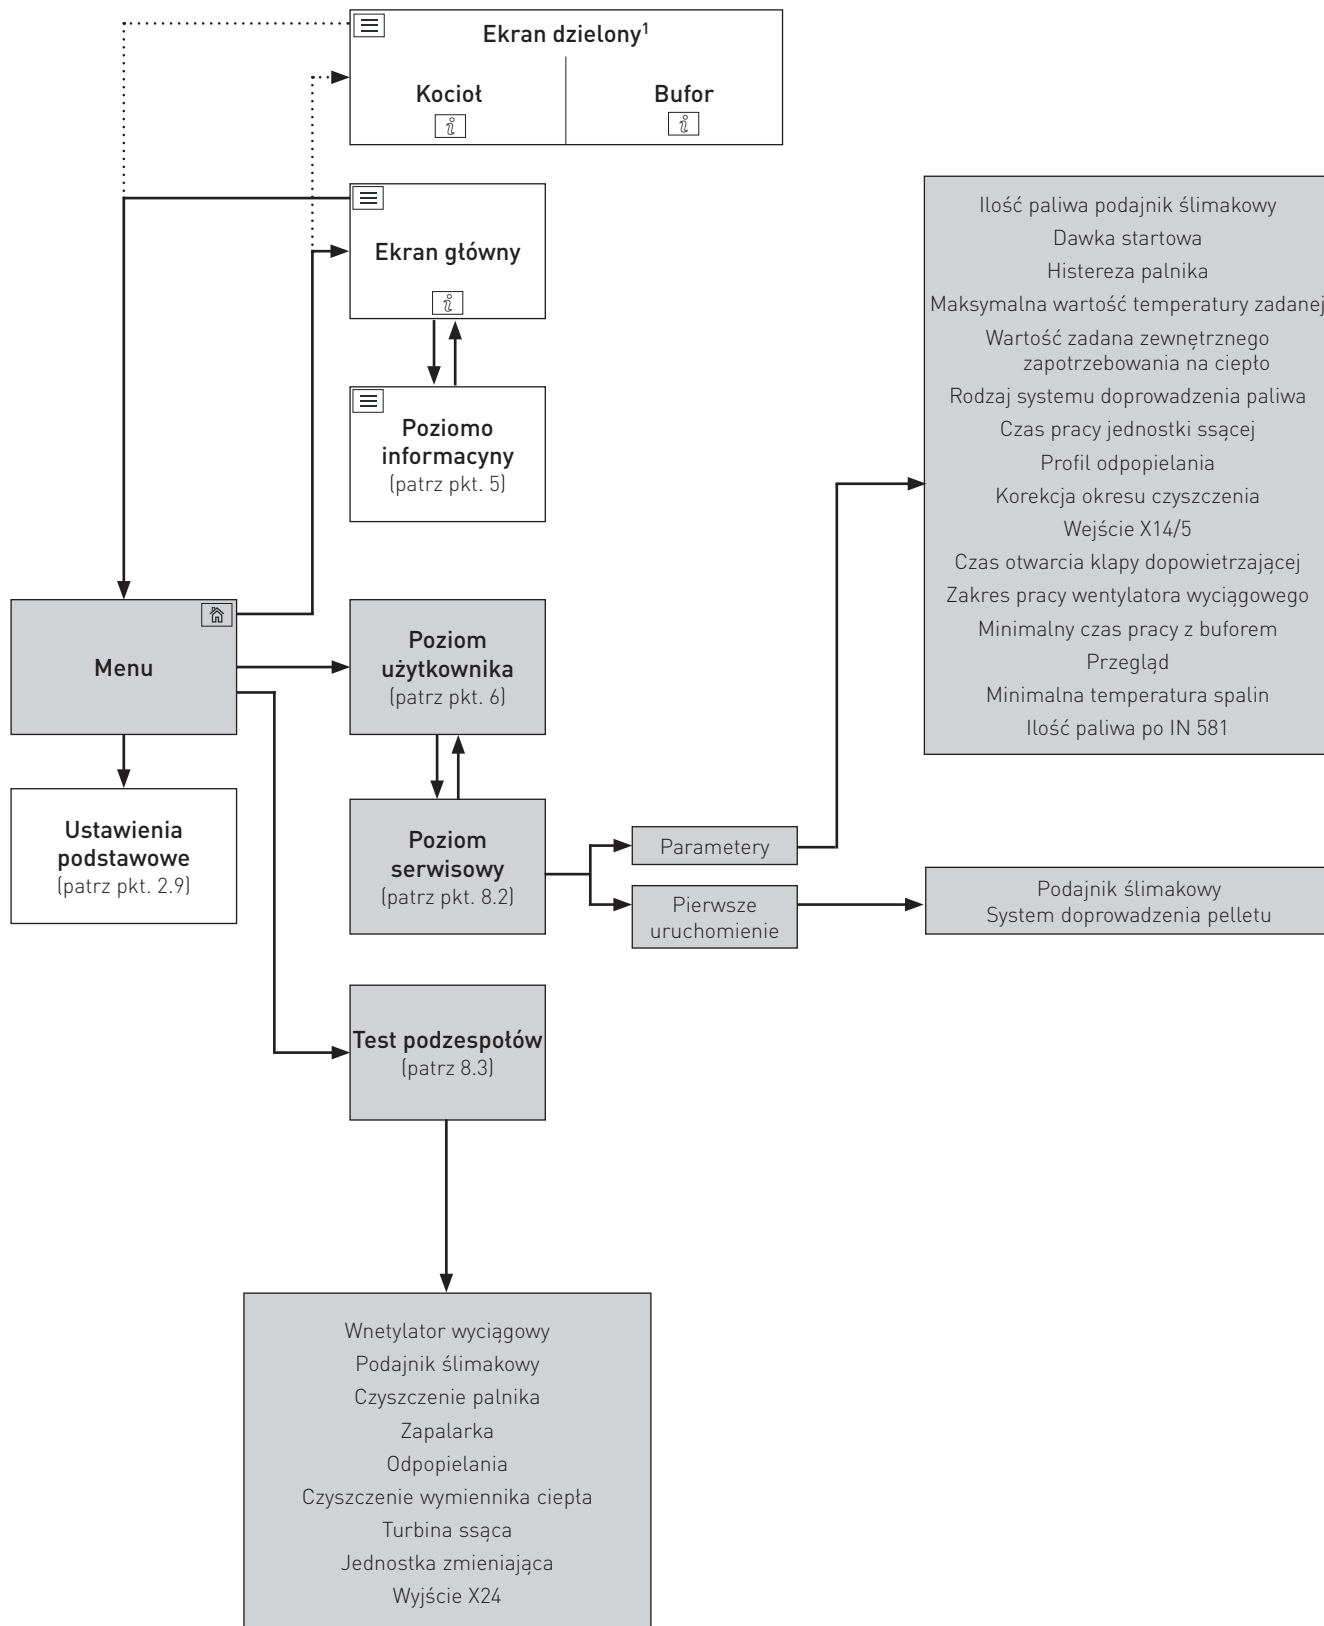 Ekran dzielony¹
Kocioł
Bufor
Ekran główny
Poziomo
informacyny
(patrz pkt. 5)
Menu
Poziom
użytkownika
(patrz pkt. 6)
Ustawienia
podstawowe
(patrz pkt. 2.9)
Poziom
serwisowy
(patrz pkt. 8.2)
Parametery
Pierwsze
uruchomienie
Ilość paliwa podajnik ślimakowy
Dawka startowa
Histereza palnika
Maksymalna wartość temperatury zadanej
Wartość zadana zewnętrznego
zapotrzebowania na ciepło
Rodzaj systemu doprowadzenia paliwa
Czas pracy jednostki ssącej
Profil odpopielania
Korekcja okresu czyszczenia
Wejście X14/5
Czas otwarcia klapy dopowietrzającej
Zakres pracy wentylatora wyciągowego
Minimalny czas pracy z buforem
Przegląd
Minimalna temperatura spalin
Ilość paliwa po IN 581
Podajnik ślimakowy
System doprowadzenia pelletu
Test podzespołów
(patrz 8.3)
Wnetylator wyciągowy
Podajnik ślimakowy
Czyszczenie palnika
Zapalarka
Odpopielania
Czyszczenie wymiennika ciepła
Turbina ssąca
Jednostka zmieniająca
Wyjście X24